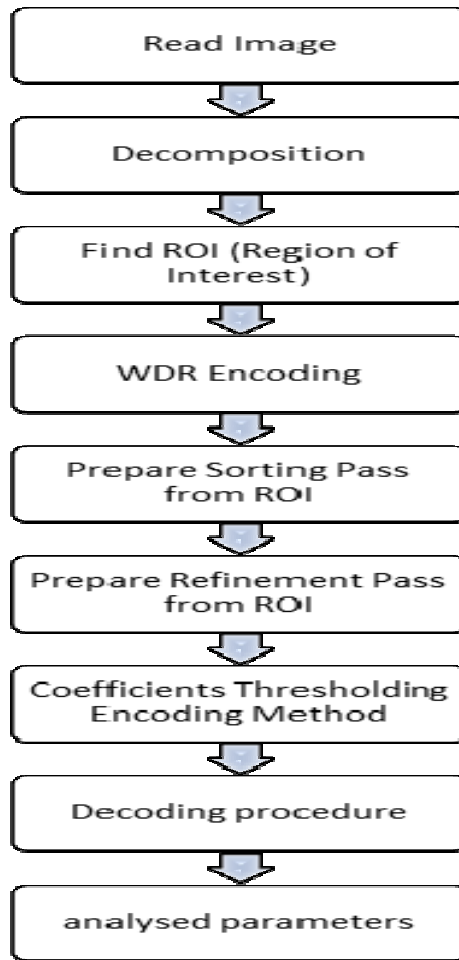 Read Image
Decomposition
Find ROI (Region of
Interest)
WDR Encoding
Prepare Sorting Pass
from ROI
Prepare Refinement Pass
from ROI
Coefficients Thresholding
Encoding Method
Decoding procedure
analysed parameters